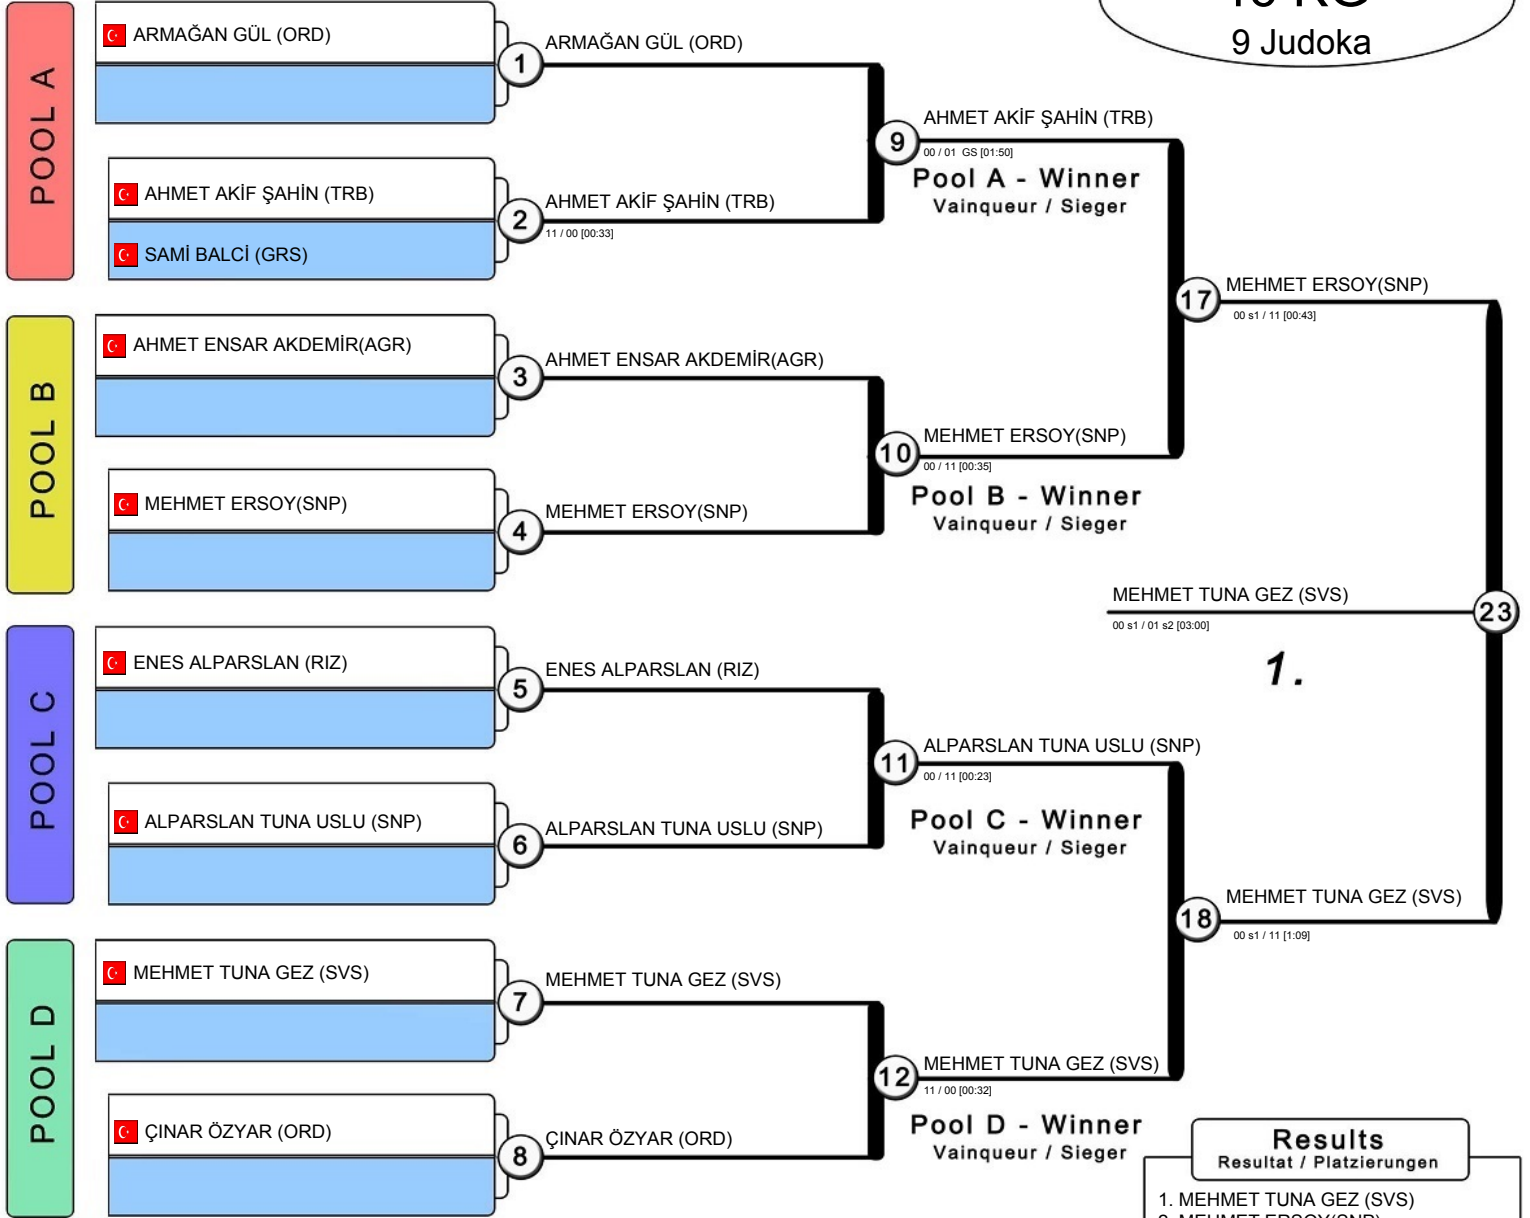 9 Judoka
POOL A
ARMAĞAN GÜL (ORD)
1
ARMAĞAN GÜL (ORD)
AHMET AKİF ŞAHİN (TRB)
SAMİ BALCİ (GRS)
2
AHMET AKİF ŞAHİN (TRB)
11 / 00 [00:33]
9
AHMET AKİF ŞAHİN (TRB)
00 / 01 GS [01:50]
Pool A - Winner
Vainqueur / Sieger
POOL B
AHMET ENSAR AKDEMİR(AGR)
3
AHMET ENSAR AKDEMİR(AGR)
MEHMET ERSOY(SNP)
4
MEHMET ERSOY(SNP)
10
MEHMET ERSOY(SNP)
00 / 11 [00:35]
Pool B - Winner
Vainqueur / Sieger
17
MEHMET ERSOY(SNP)
00 s1 / 11 [00:43]
POOL C
ENES ALPARSLAN (RIZ)
5
ENES ALPARSLAN (RIZ)
ALPARSLAN TUNA USLU (SNP)
6
ALPARSLAN TUNA USLU (SNP)
11
ALPARSLAN TUNA USLU (SNP)
00 / 11 [00:23]
Pool C - Winner
Vainqueur / Sieger
POOL D
MEHMET TUNA GEZ (SVS)
7
MEHMET TUNA GEZ (SVS)
ÇINAR ÖZYAR (ORD)
8
ÇINAR ÖZYAR (ORD)
12
MEHMET TUNA GEZ (SVS)
11 / 00 [00:32]
Pool D - Winner
Vainqueur / Sieger
18
MEHMET TUNA GEZ (SVS)
00 s1 / 11 [1:09]
MEHMET TUNA GEZ (SVS)
23
00 s1 / 01 s2 [03:00]
1.
Results
Resultat / Platzierungen
1. MEHMET TUNA GEZ (SVS)
2. MEHMET ERSOY(SNP)